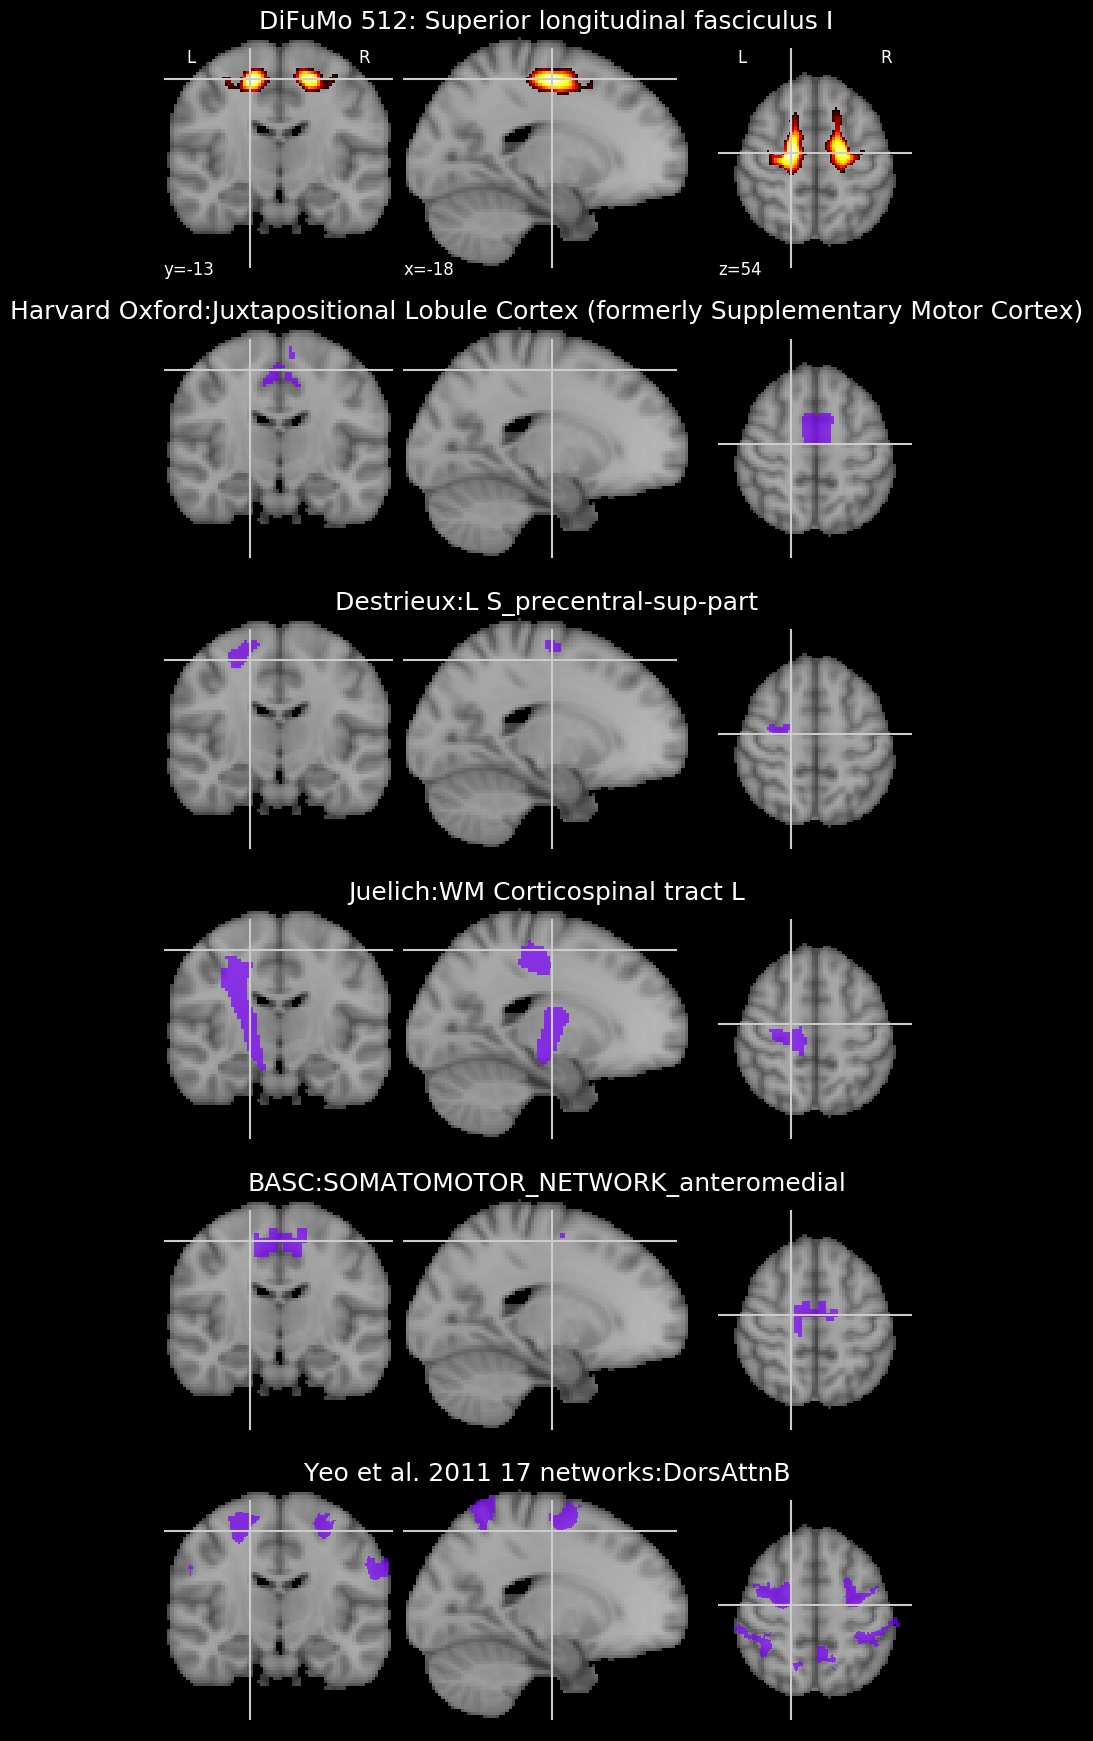 DiFuMo 512: Superior longitudinal fasciculus I
L R L R
y=-13 x=-18 z=54
Harvard Oxford:Juxtapositional Lobule Cortex (formerly Supplementary Motor Cortex)
Destrieux:L S_precentral-sup-part
Juelich:WM Corticospinal tract L
BASC:SOMATOMOTOR_NETWORK_anteromedial
Yeo et al. 2011 17 networks:DorsAttnB